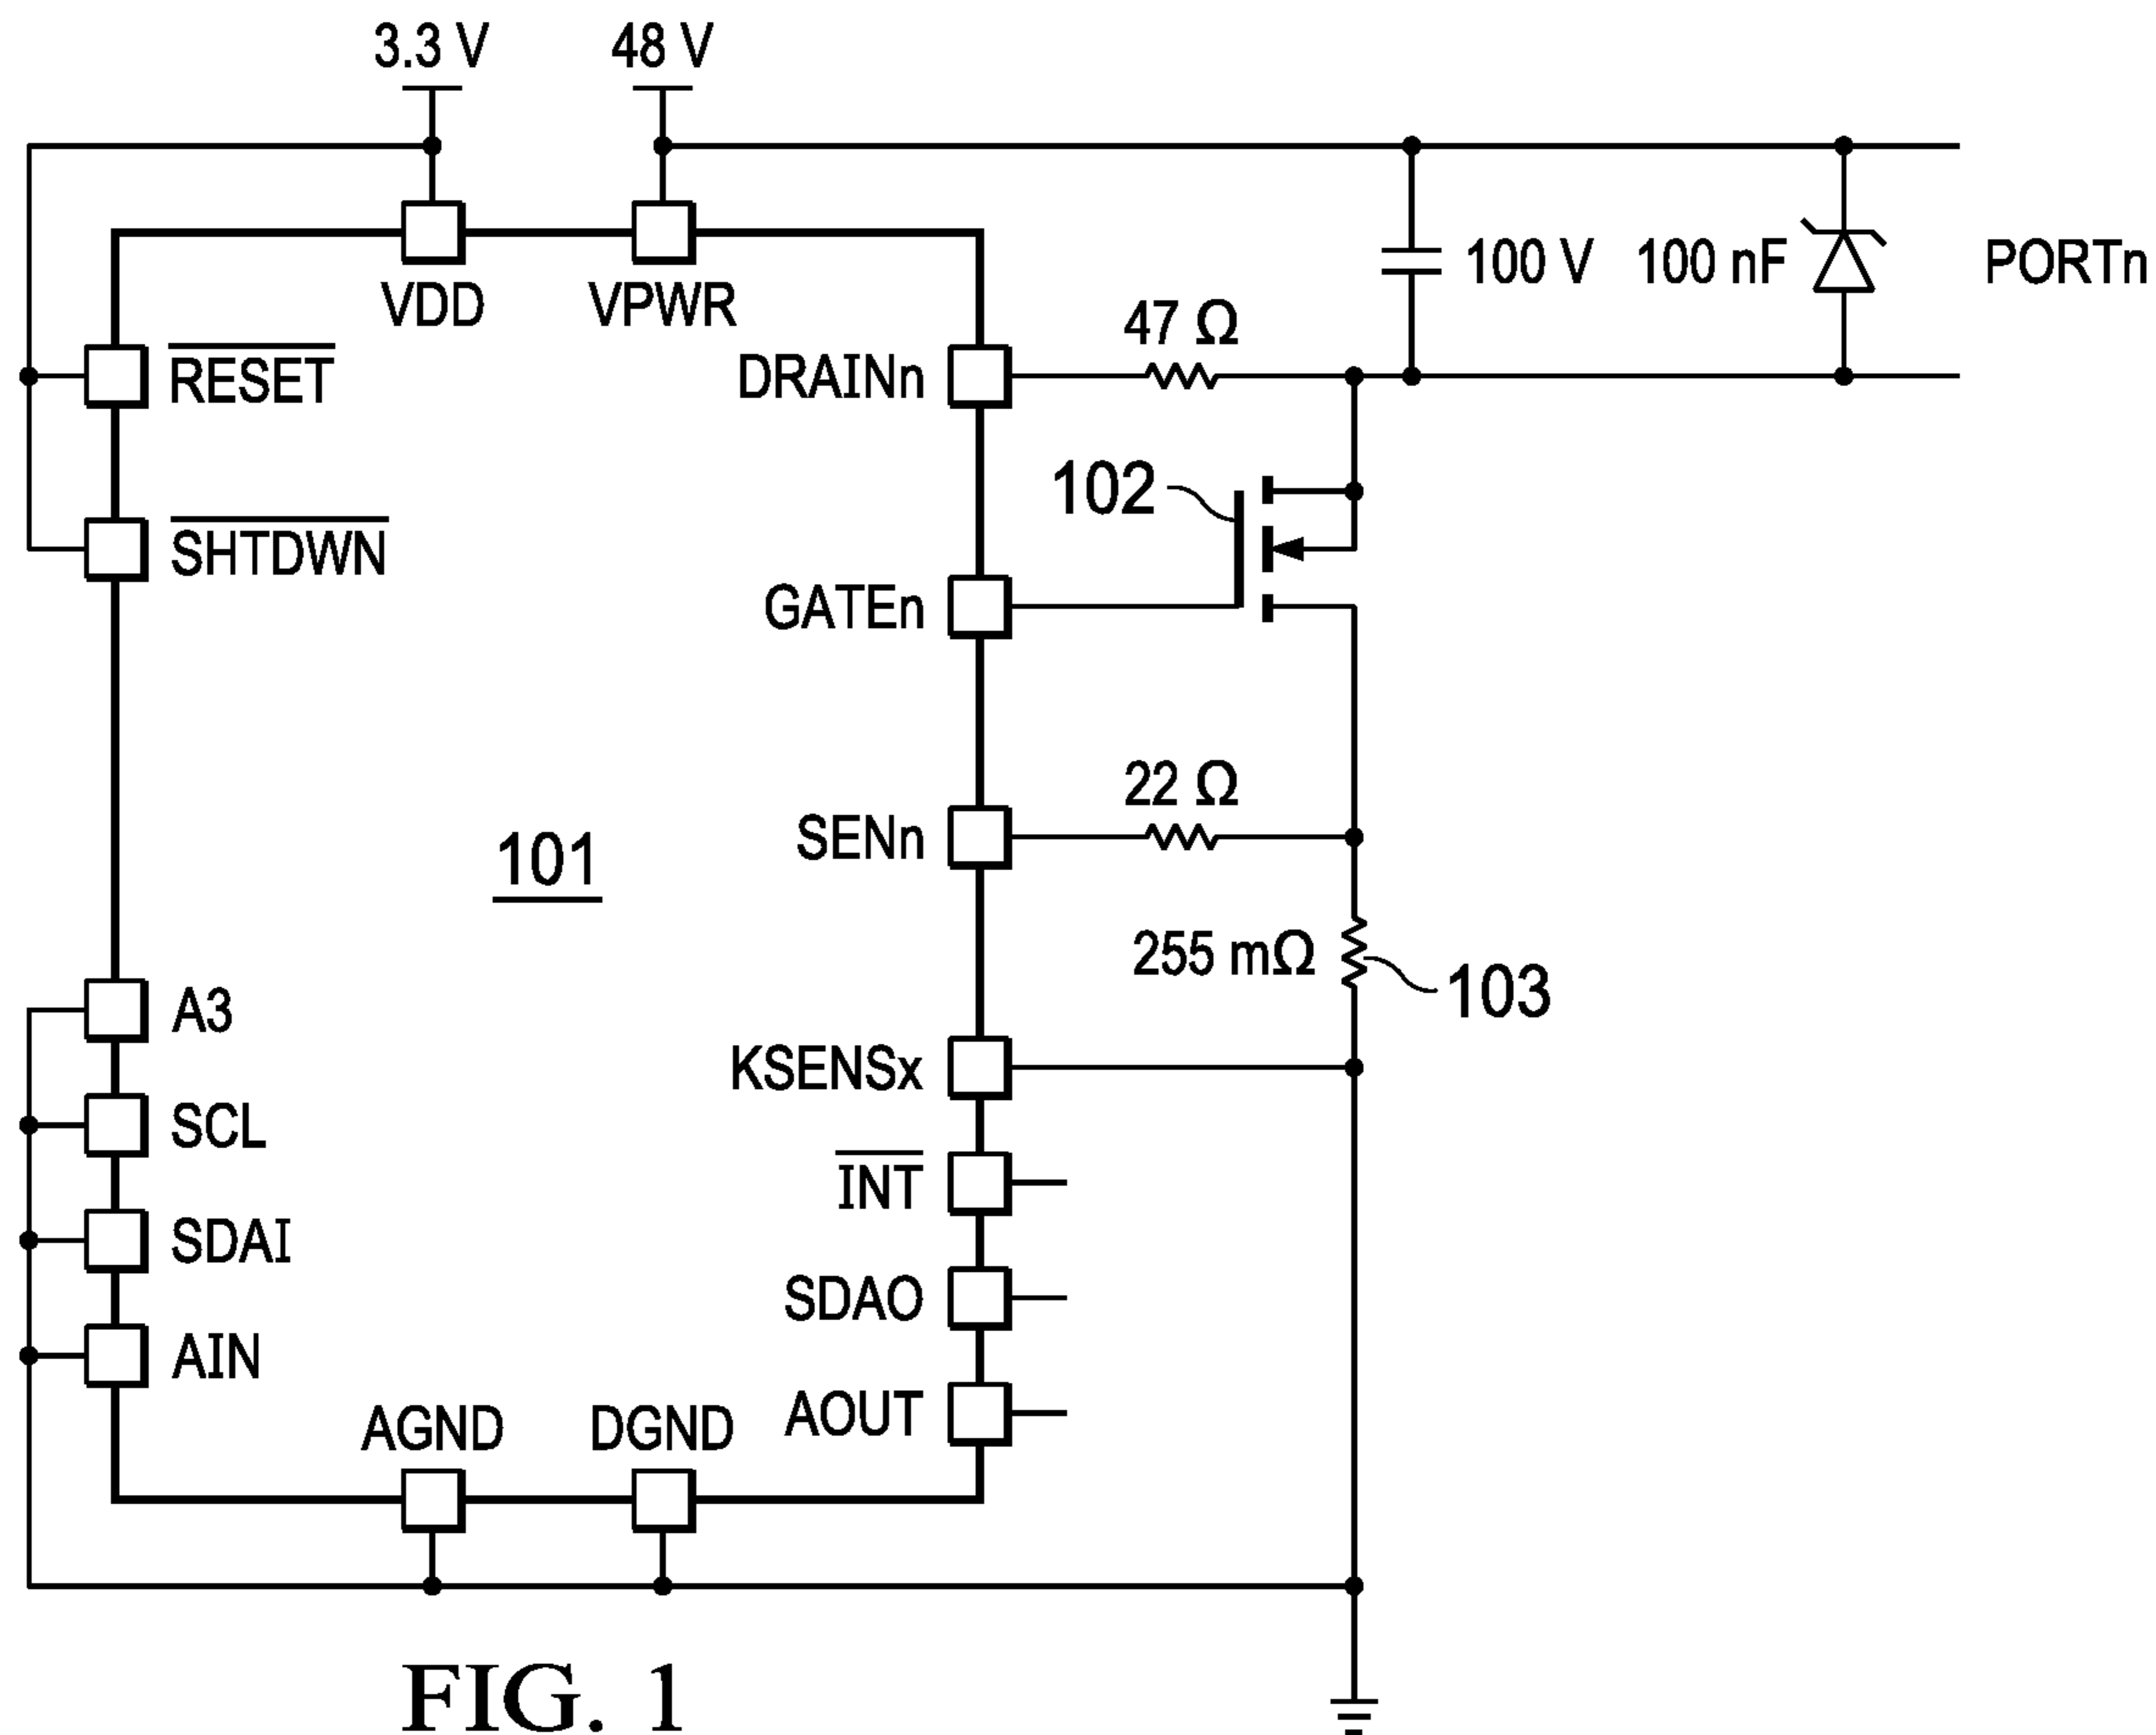 3.3 V
48 V
VDD
VPWR
100 V
100 nF
PORTn
47 Ω
RESET
DRAINn
102
SHTDWN
GATEn
22 Ω
SENn
101
255 mΩ
103
A3
KSENSx
SCL
INT
SDAI
SDAO
AIN
AOUT
AGND
DGND
FIG. 1